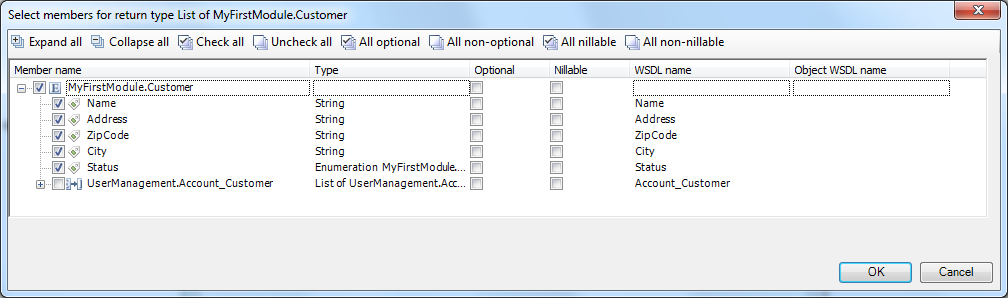 Select members for return type List of MyFirstModule.Customer
Expand all Collapse all Check all Uncheck all All optional All non-optional All nillable All non-nillable
Member name Type Optional Nillable WSDL name Object WSDL name
MyFirstModule.Customer
Name String Name
Address String Address
ZipCode String ZipCode
City String City
Status Enumeration MyFirstModule.... Status
UserManagement.Account_Customer List of UserManagement.Acc... Account_Customer
OK Cancel